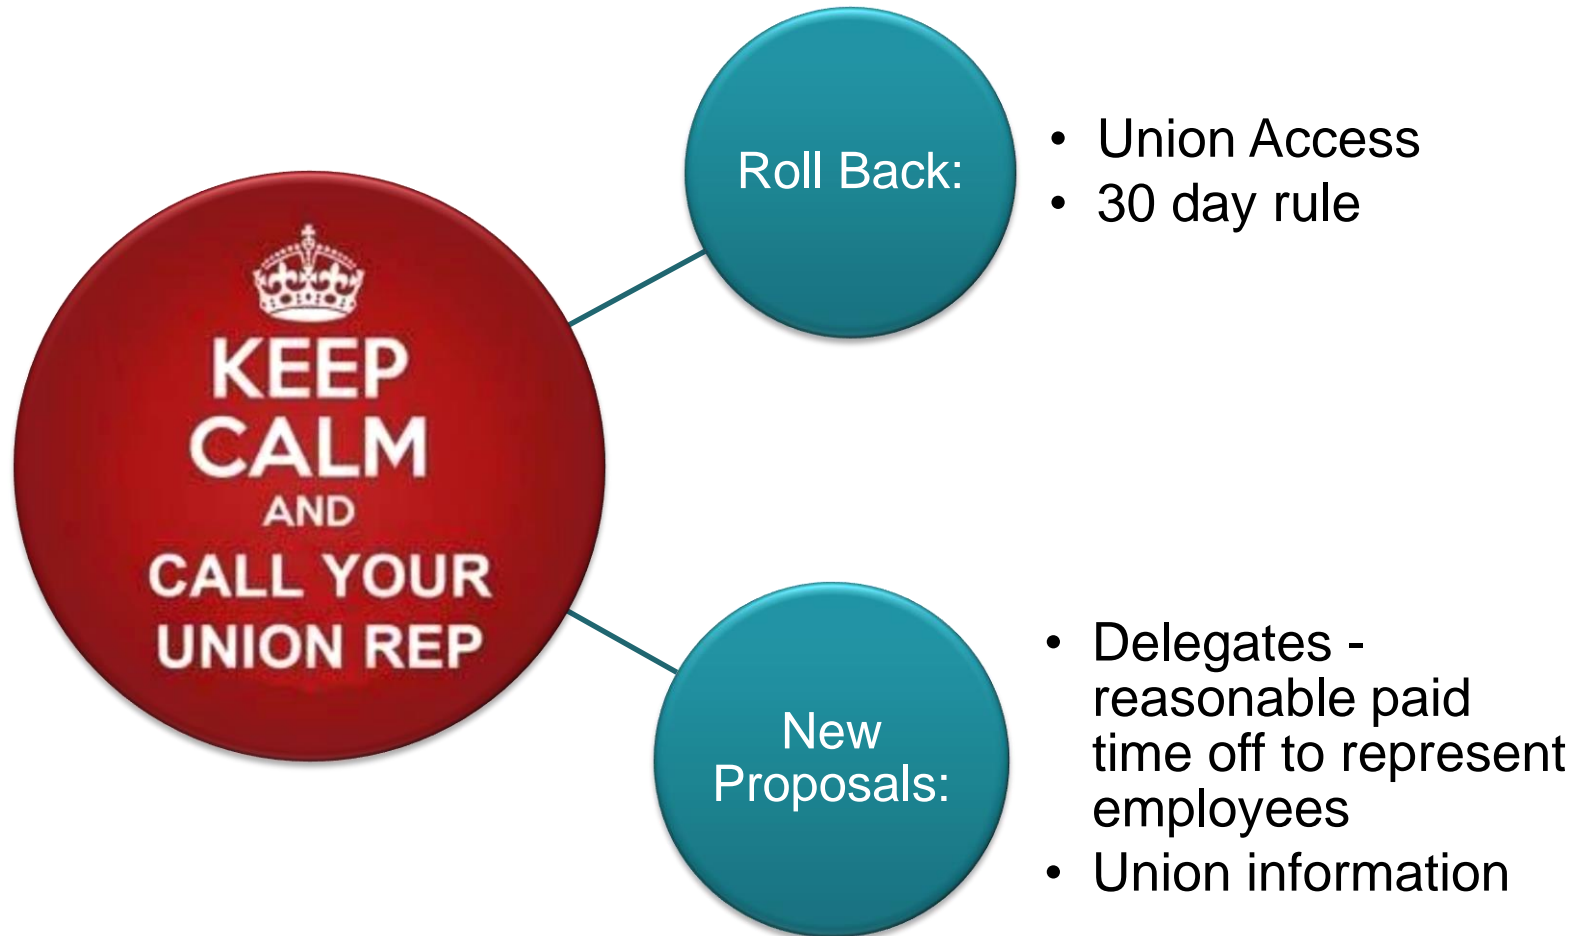 KEEP
CALM
AND
CALL YOUR
UNION REP
Roll Back:
• Union Access
• 30 day rule
New
Proposals:
• Delegates -
reasonable paid
time off to represent
employees
• Union information